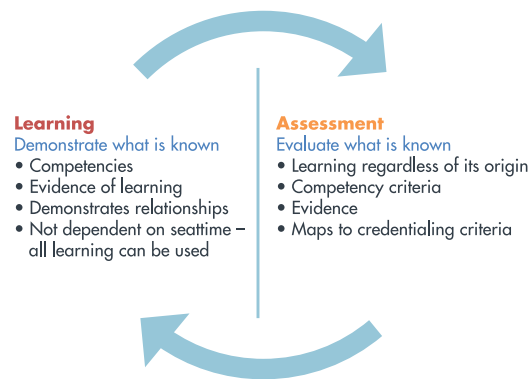 Learning
Demonstrate what is known
• Competencies
• Evidence of learning
• Demonstrates relationships
• Not dependent on seattime –
all learning can be used
Assessment
Evaluate what is known
• Learning regardless of its origin
• Competency criteria
• Evidence
• Maps to credentialing criteria